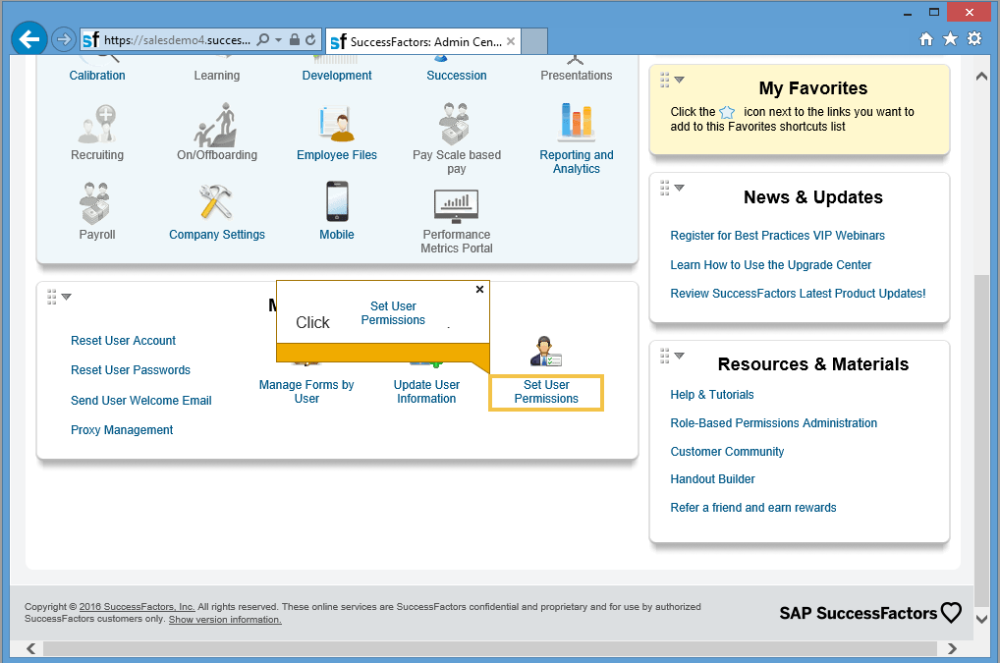 https://salesdemo4.succes...
SuccessFactors: Admin Cen...
Calibration
Learning
Development
Succession
Presentations
Recruiting
On/Offboarding
Employee Files
Pay Scale based
pay
Reporting and
Analytics
Payroll
Company Settings
Mobile
Performance
Metrics Portal
Click
Set User
Permissions
.
Reset User Account
Reset User Passwords
Send User Welcome Email
Proxy Management
Manage Forms by
User
Update User
Information
Set User
Permissions
My Favorites
Click the icon next to the links you want to
add to this Favorites shortcuts list
News & Updates
Register for Best Practices VIP Webinars
Learn How to Use the Upgrade Center
Review SuccessFactors Latest Product Updates!
Resources & Materials
Help & Tutorials
Role-Based Permissions Administration
Customer Community
Handout Builder
Refer a friend and earn rewards
Copyright © 2016 SuccessFactors, Inc. All rights reserved. These online services are SuccessFactors confidential and proprietary and for use by authorized
SuccessFactors customers only. Show version information.
SAP SuccessFactors